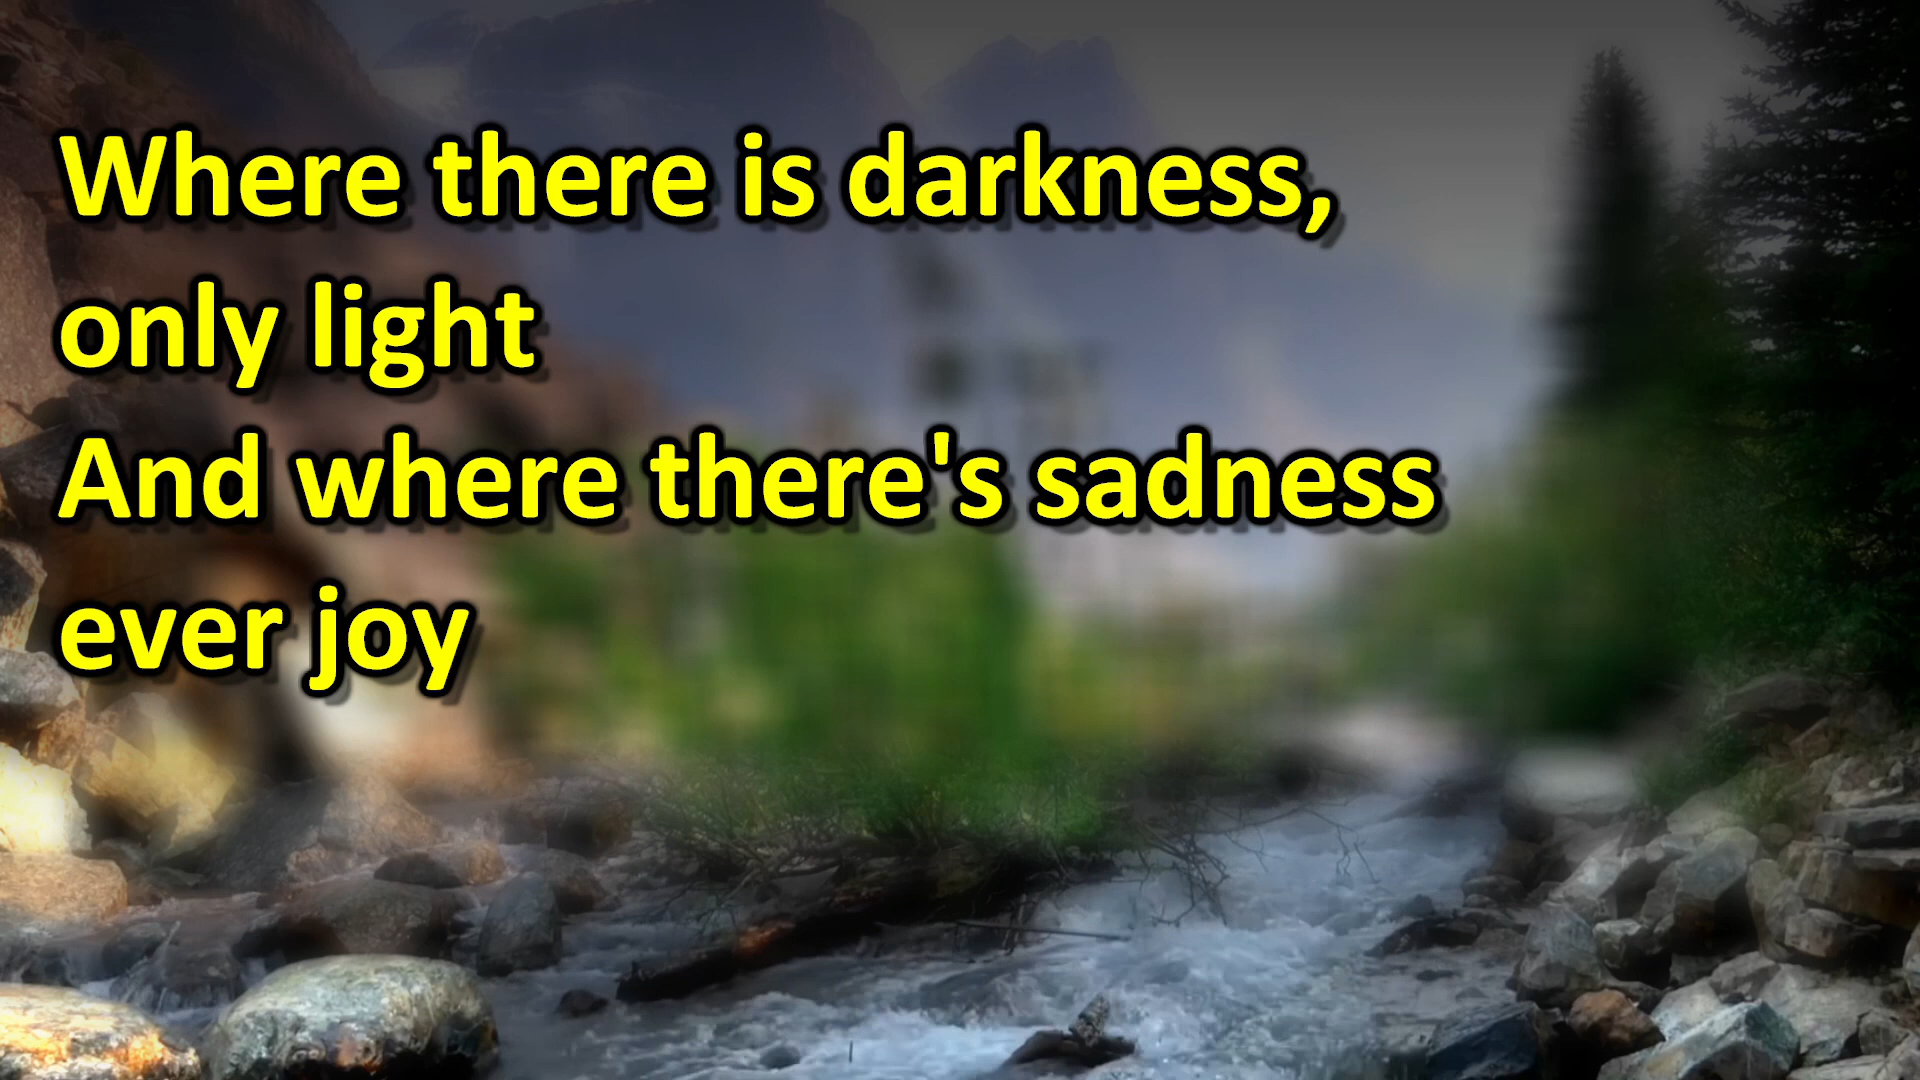 Where there is darkness,
only light
And where there's sadness
ever joy